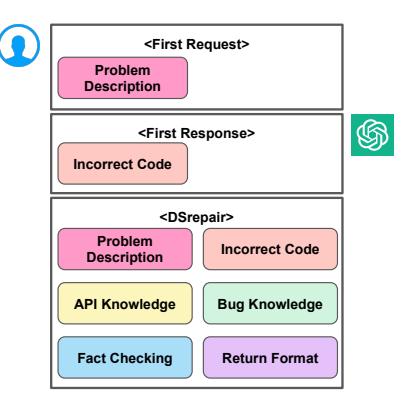 <First Request>
Problem
Description
<First Response>
Incorrect Code
<DSrepair>
Problem
Description
Incorrect Code
API Knowledge
Bug Knowledge
Fact Checking
Return Format